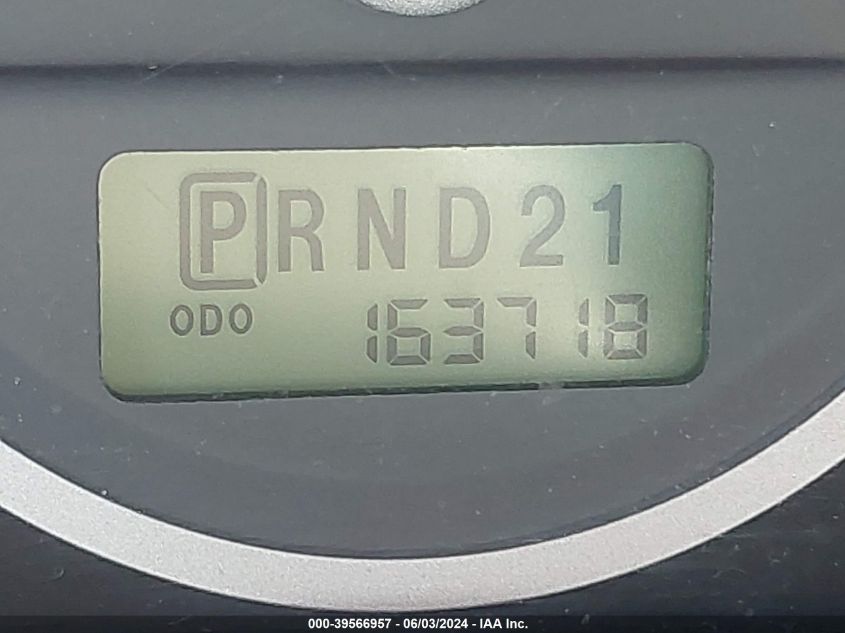 PRND21
ODO 163718
000-39566957 - 06/03/2024 - IAA Inc.